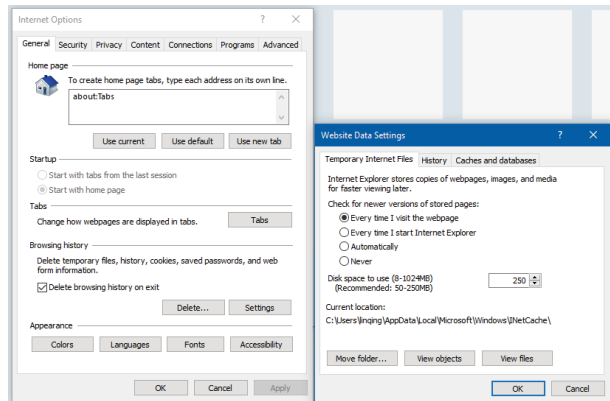 Internet Options
General Security Privacy Content Connections Programs Advanced
Home page
To create home page tabs, type each address on its own line.
about:Tabs
Use current Use default Use new tab
Startup
Start with tabs from the last session
Start with home page
Tabs
Change how webpages are displayed in tabs. Tabs
Browsing history
Delete temporary files, history, cookies, saved passwords, and web
form information.
Delete browsing history on exit
Delete... Settings
Appearance
Colors Languages Fonts Accessibility
OK Cancel Apply
Website Data Settings
Temporary Internet Files History Caches and databases
Internet Explorer stores copies of webpages, images, and media
for faster viewing later.
Check for newer versions of stored pages:
Every time I visit the webpage
Every time I start Internet Explorer
Automatically
Never
Disk space to use (8-1024MB) 250
(Recommended: 50-250MB)
Current location:
C:\Users\linqing\AppData\Local\Microsoft\Windows\INetCache\
Move folder... View objects View files
OK Cancel